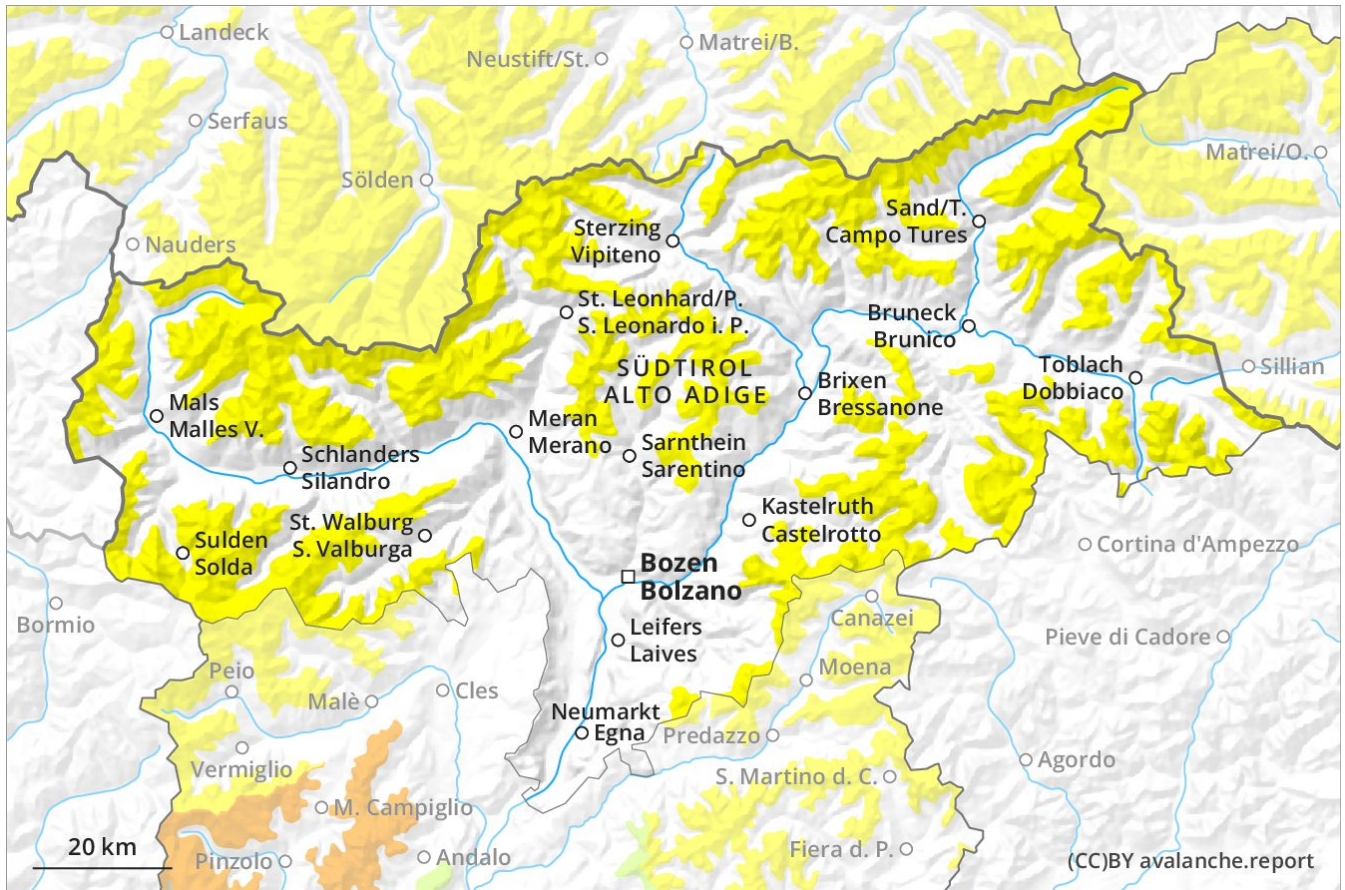 Landeck
Neustift/St.
Matrei/B.
Serfaus
Matrei/O.
Sölden
Nauders
Sterzing
Vipiteno
Sand/T.
Campo Tures
St. Leonhard/P.
S. Leonardo i. P.
Bruneck
Brunico
SÜDTIROL
ALTO ADIGE
Toblach
Dobbiaco
Sillian
Brixen
Bressanone
Mals
Malles V.
Meran
Merano
Sarnthein
Sarentino
Schlanders
Silandro
St. Walburg
S. Valburga
Kastelruth
Castelrotto
Sulden
Solda
Cortina d'Ampezzo
Bozen
Bolzano
Bormio
Canazei
Leifers
Laives
Pieve di Cadore
Peio
Moena
Malè
Cles
Neumarkt
Egna
Predazzo
Vermiglio
Agordo
S. Martino d. C.
M. Campiglio
20 km
Pinzolo
Andalo
Fiera d. P.
(CC)BY avalanche.report